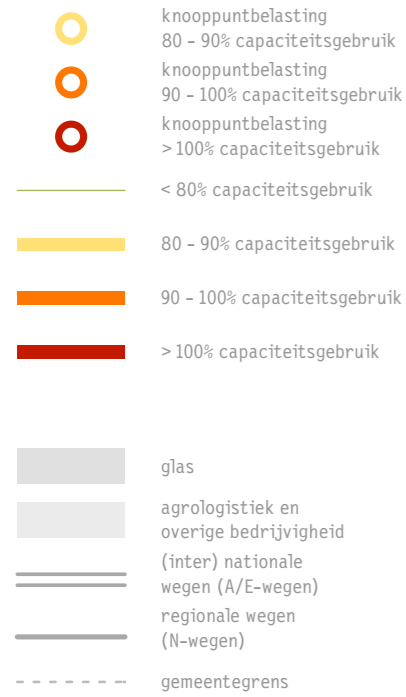 knooppuntbelasting
80 - 90% capaciteitsgebruik
knooppuntbelasting
90 - 100% capaciteitsgebruik
knooppuntbelasting
> 100% capaciteitsgebruik
< 80% capaciteitsgebruik
80 - 90% capaciteitsgebruik
90 - 100% capaciteitsgebruik
> 100% capaciteitsgebruik
glas
agrologistiek en
overige bedrijvigheid
(inter) nationale
wegen (A/E-wegen)
regionale wegen
(N-wegen)
gemeentegrens